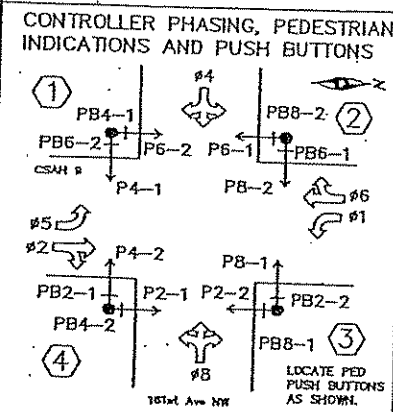 CONTROLLER PHASING, PEDESTRIAN
INDICATIONS AND PUSH BUTTONS
1
ø4
Z
PB4-1
PB8-2
2
PB6-2
P6-2
P6-1
PB6-1
CSAH 9
P4-1
P8-2
ø6
ø5
ø1
ø2
P4-2
P8-1
PB2-1
P2-1
P2-2
PB2-2
PB4-2
PB8-1
4
ø8
3
LOCATE PED
PUSH BUTTONS
AS SHOWN.
161st Ave NW